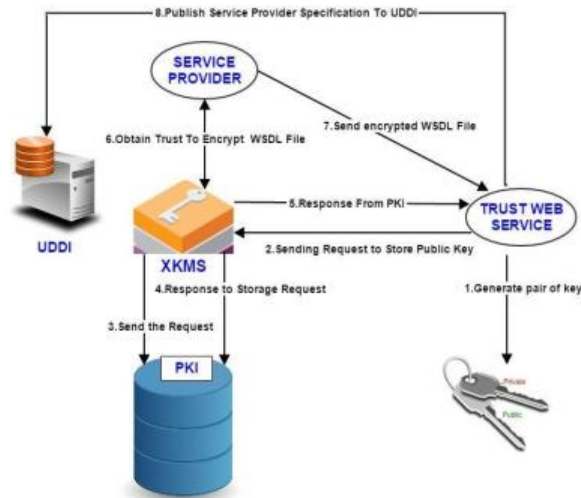 8.Publish Service Provider Specification To UDDI
SERVICE
PROVIDER
7.Send encrypted WSDL File
6.Obtain Trust To Encrypt WSDL File
5.Response From PKI
TRUST WEB
SERVICE
UDDI
2.Sending Request to Store Public Key
XKMS
4.Response to Storage Request
1.Generate pair of key
3.Send the Request
PKI
Private
Public